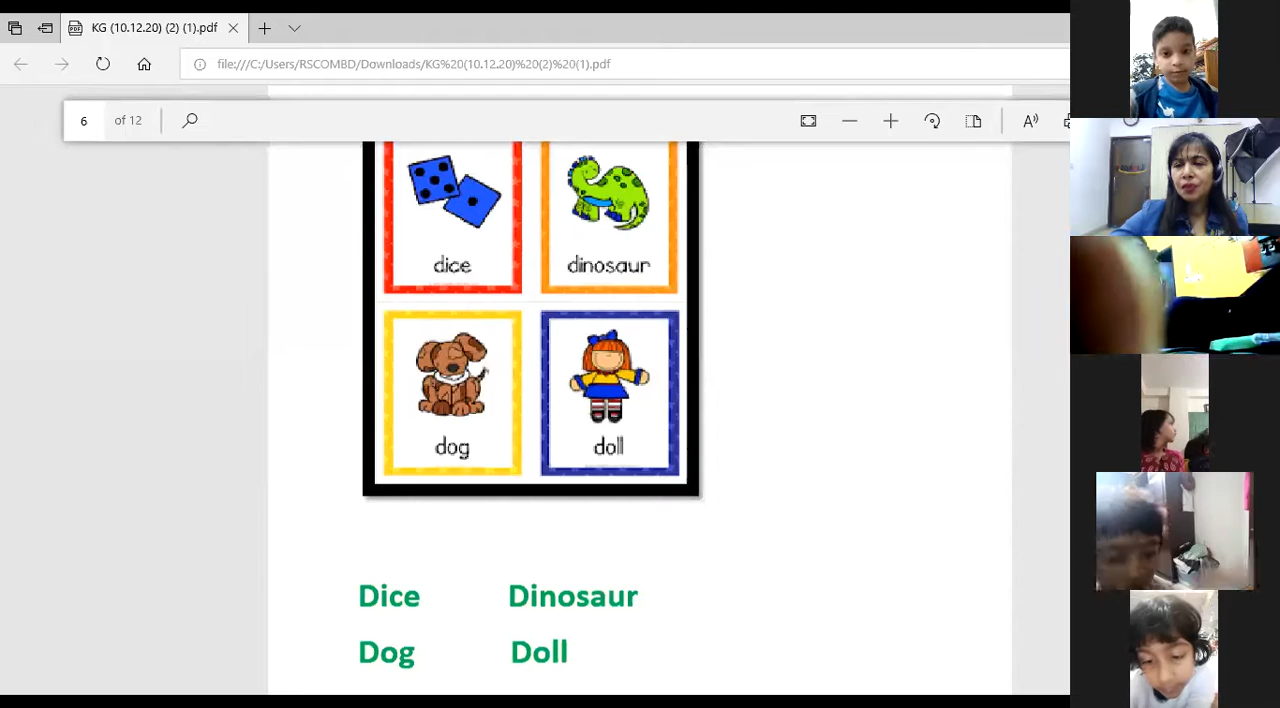 KG (10.12.20) (2) (1).pdf
file:///C:/Users/RSCOMBD/Downloads/KG%20(10.12.20)%20(2)%20(1).pdf
6 of 12
dice dinosaur
dog doll
Dice Dinosaur
Dog Doll